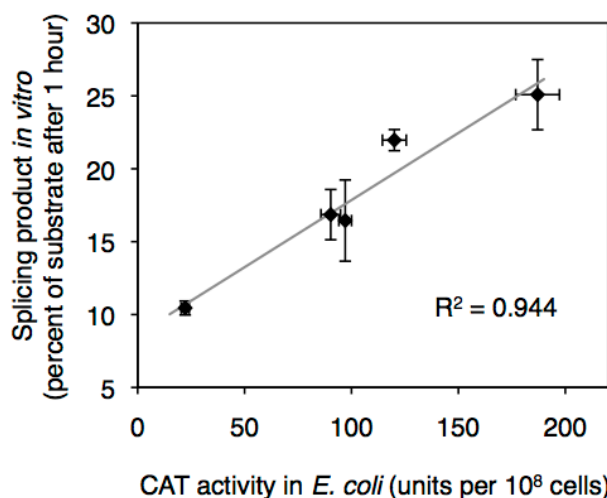 Splicing product in vitro
(percent of substrate after 1 hour)
30
25
20
15
10
5
R² = 0.944
0
50
100
150
200
CAT activity in E. coli (units per 10⁸ cells)